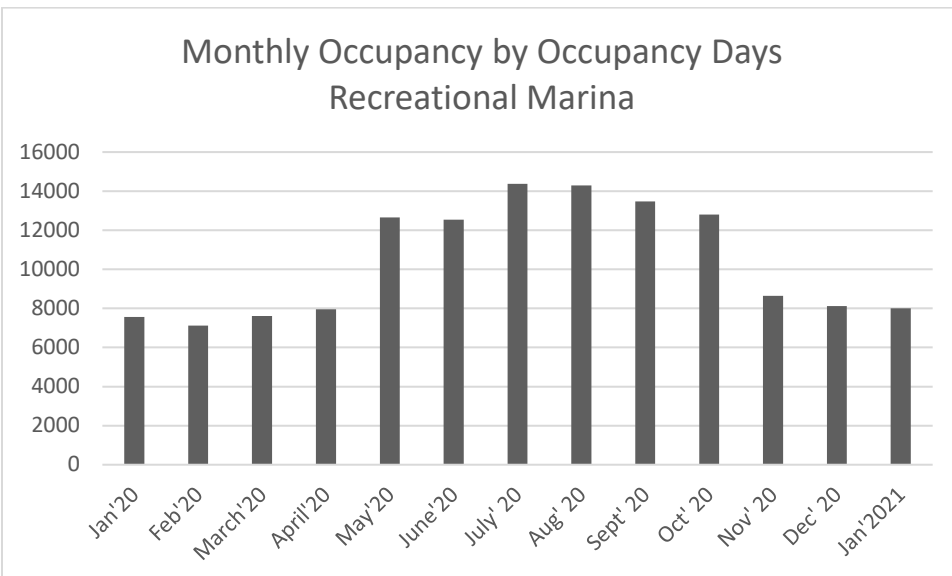 Monthly Occupancy by Occupancy Days
Recreational Marina
16000
14000
12000
10000
8000
6000
4000
2000
0
Jan'20
Feb'20
March'20
April'20
May'20
June'20
July '20
Aug' 20
Sept' 20
Oct' 20
Nov' 20
Dec' 20
Jan'2021